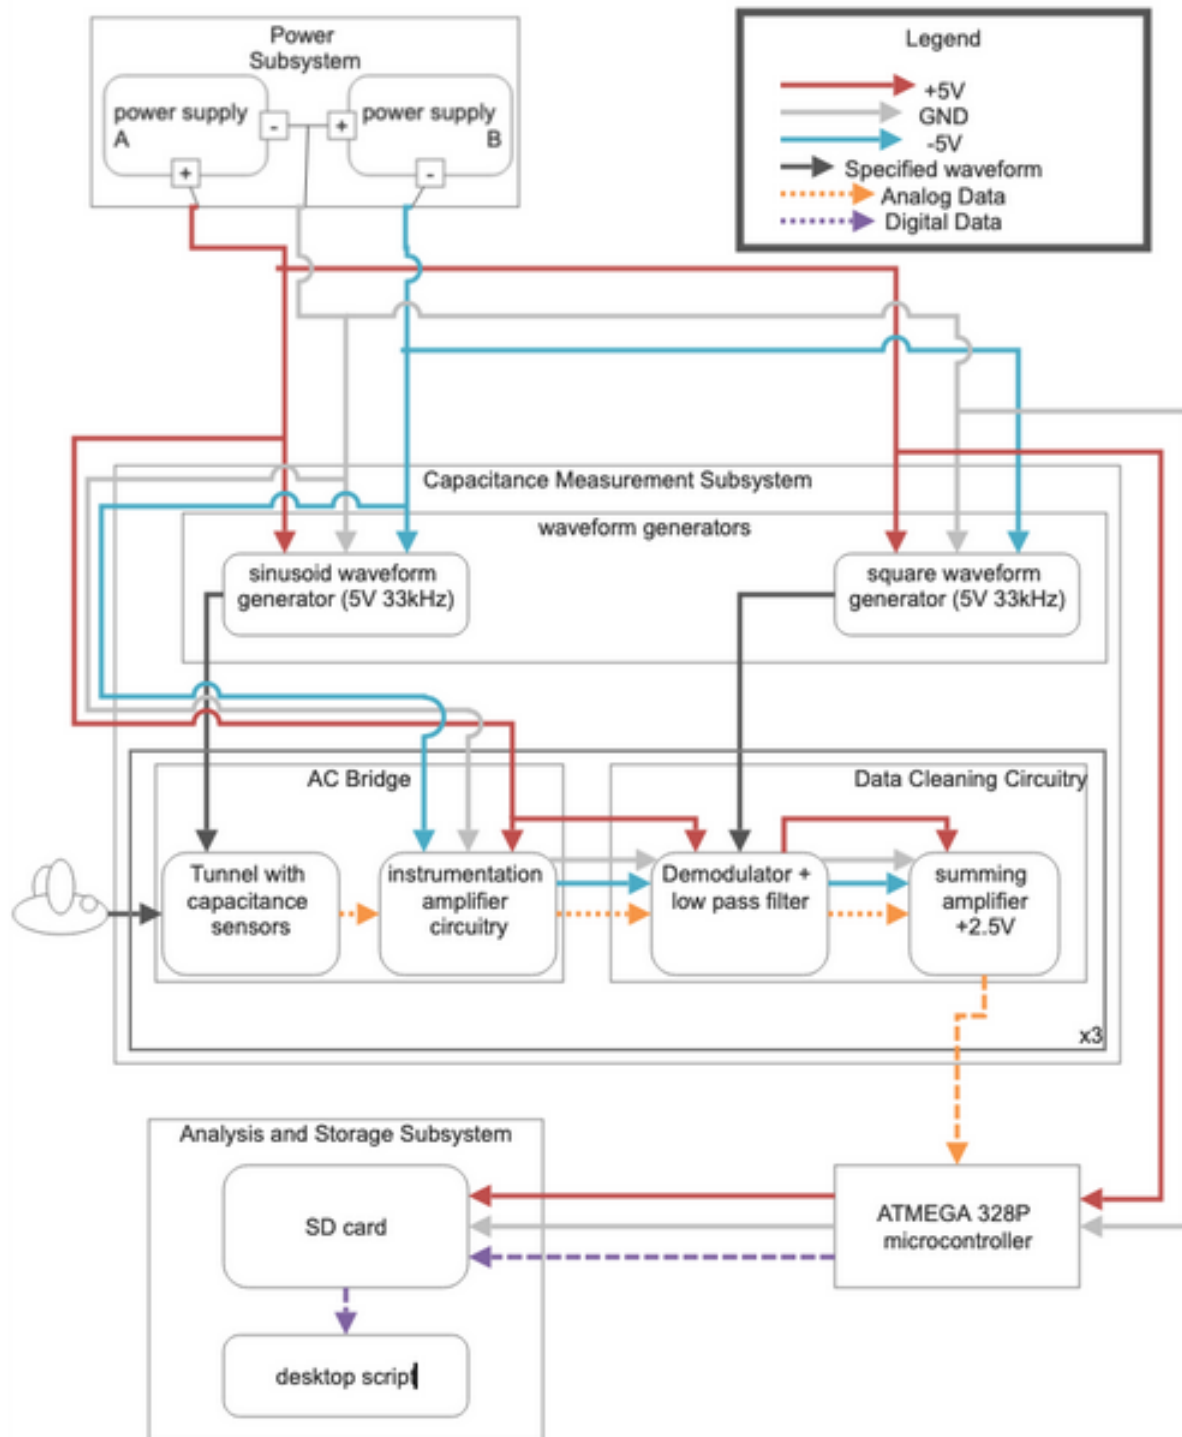 Power
Subsystem
power supply
A
-
+
power supply
B
+
-
Legend
+5V
GND
-5V
Specified waveform
Analog Data
Digital Data
Capacitance Measurement Subsystem
waveform generators
sinusoid waveform
generator (5V 33kHz)
square waveform
generator (5V 33kHz)
AC Bridge
Data Cleaning Circuitry
Tunnel with
capacitance
sensors
instrumentation
amplifier
circuitry
Demodulator +
low pass filter
summing
amplifier
+2.5V
x3
Analysis and Storage Subsystem
SD card
ATMEGA 328P
microcontroller
desktop script